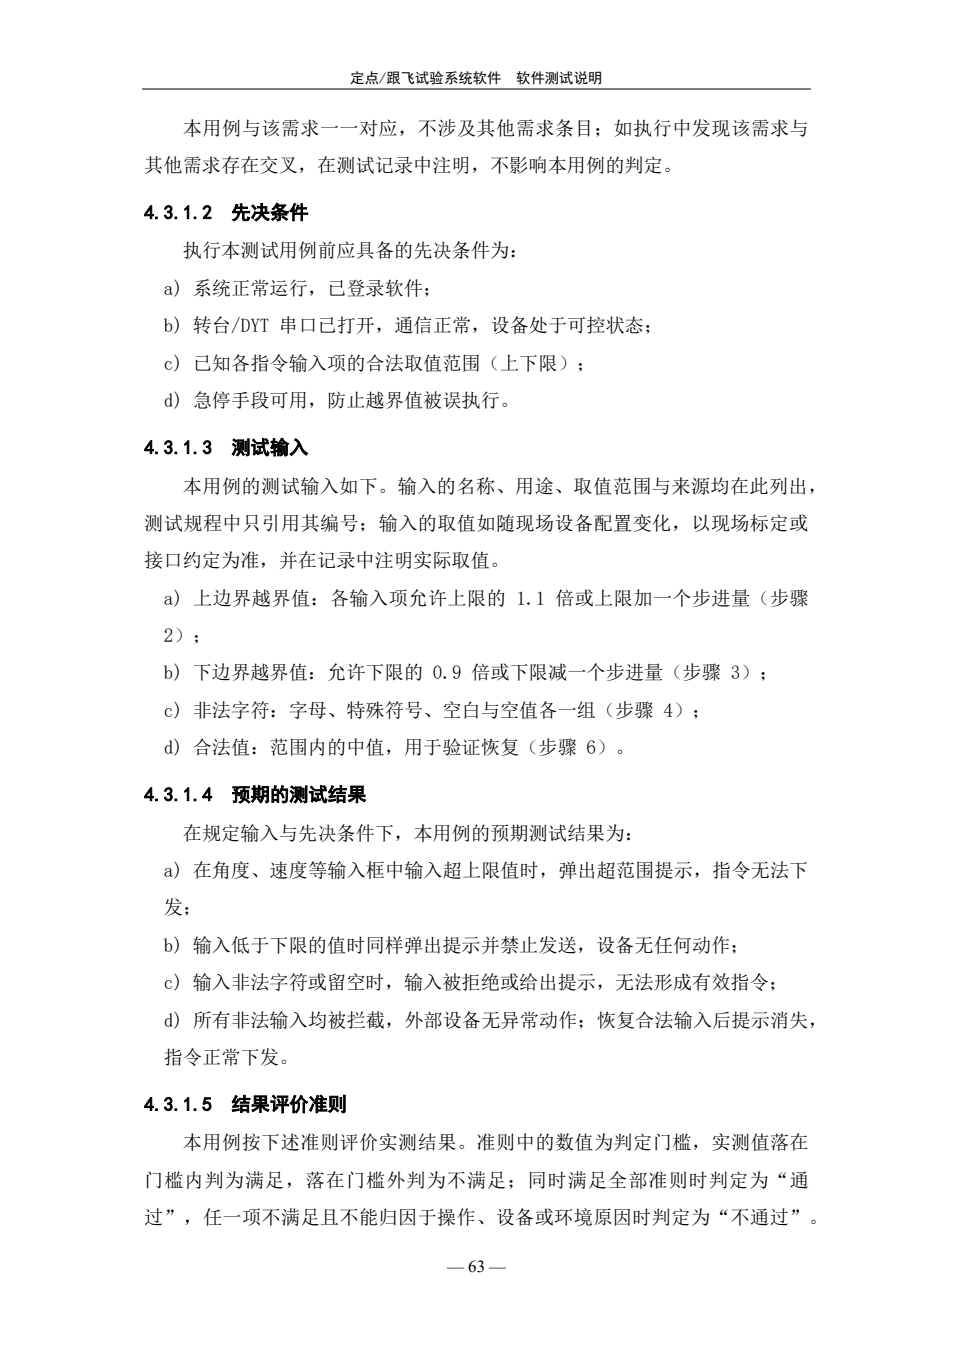 定点/跟飞试验系统软件　软件测试说明
本用例与该需求一一对应，不涉及其他需求条目；如执行中发现该需求与
其他需求存在交叉，在测试记录中注明，不影响本用例的判定。
4.3.1.2　先决条件
执行本测试用例前应具备的先决条件为：
a) 系统正常运行，已登录软件；
b) 转台/DYT 串口已打开，通信正常，设备处于可控状态；
c) 已知各指令输入项的合法取值范围（上下限）；
d) 急停手段可用，防止越界值被误执行。
4.3.1.3　测试输入
本用例的测试输入如下。输入的名称、用途、取值范围与来源均在此列出，
测试规程中只引用其编号；输入的取值如随现场设备配置变化，以现场标定或
接口约定为准，并在记录中注明实际取值。
a) 上边界越界值：各输入项允许上限的 1.1 倍或上限加一个步进量（步骤
2）；
b) 下边界越界值：允许下限的 0.9 倍或下限减一个步进量（步骤 3）；
c) 非法字符：字母、特殊符号、空白与空值各一组（步骤 4）；
d) 合法值：范围内的中值，用于验证恢复（步骤 6）。
4.3.1.4　预期的测试结果
在规定输入与先决条件下，本用例的预期测试结果为：
a) 在角度、速度等输入框中输入超上限值时，弹出超范围提示，指令无法下
发；
b) 输入低于下限的值时同样弹出提示并禁止发送，设备无任何动作；
c) 输入非法字符或留空时，输入被拒绝或给出提示，无法形成有效指令；
d) 所有非法输入均被拦截，外部设备无异常动作；恢复合法输入后提示消失，
指令正常下发。
4.3.1.5　结果评价准则
本用例按下述准则评价实测结果。准则中的数值为判定门槛，实测值落在
门槛内判为满足，落在门槛外判为不满足；同时满足全部准则时判定为“通
过”，任一项不满足且不能归因于操作、设备或环境原因时判定为“不通过”。
— 63 —